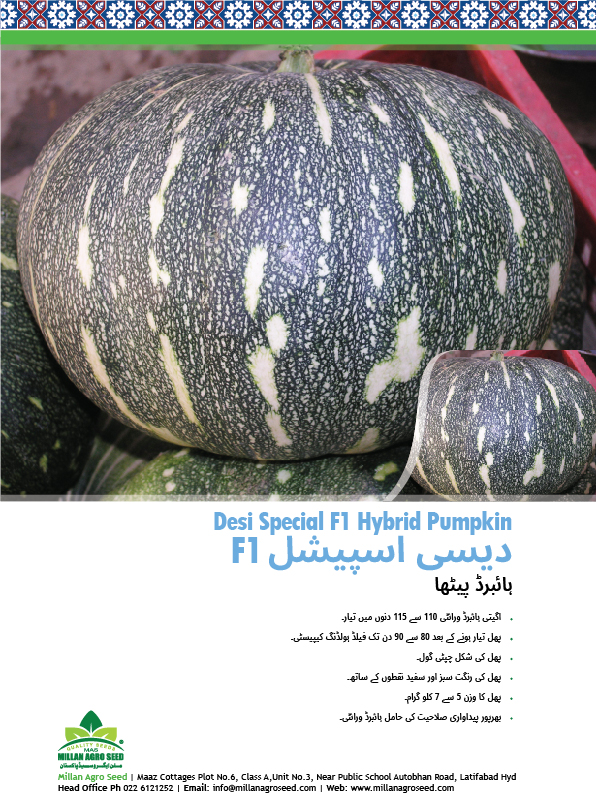 Desi Special F1 Hybrid Pumpkin
دیسی اسپیشل F1
ہائبرڈ پیٹھا
اگیتی ہائبرڈ ورائٹی 110 سے 115 دنوں میں تیار۔
پھل تیار ہونے کے بعد 80 سے 90 دن تک فیلڈ ہولڈنگ کیپیسٹی۔
پھل کی شکل چپٹی گول۔
پھل کی رنگت سبز اور سفید نقطوں کے ساتھ۔
پھل کا وزن 5 سے 7 کلو گرام۔
بھرپور پیداواری صلاحیت کی حامل ہائبرڈ ورائٹی۔
QUALITY SEEDS
MAS
MILLAN AGRO SEED
ملن ایگرو سیڈ پاکستان
Millan Agro Seed | Maaz Cottages Plot No.6, Class A,Unit No.3, Near Public School Autobhan Road, Latifabad Hyd
Head Office Ph 022 6121252 | Email: info@millanagroseed.com | Web: www.millanagroseed.com